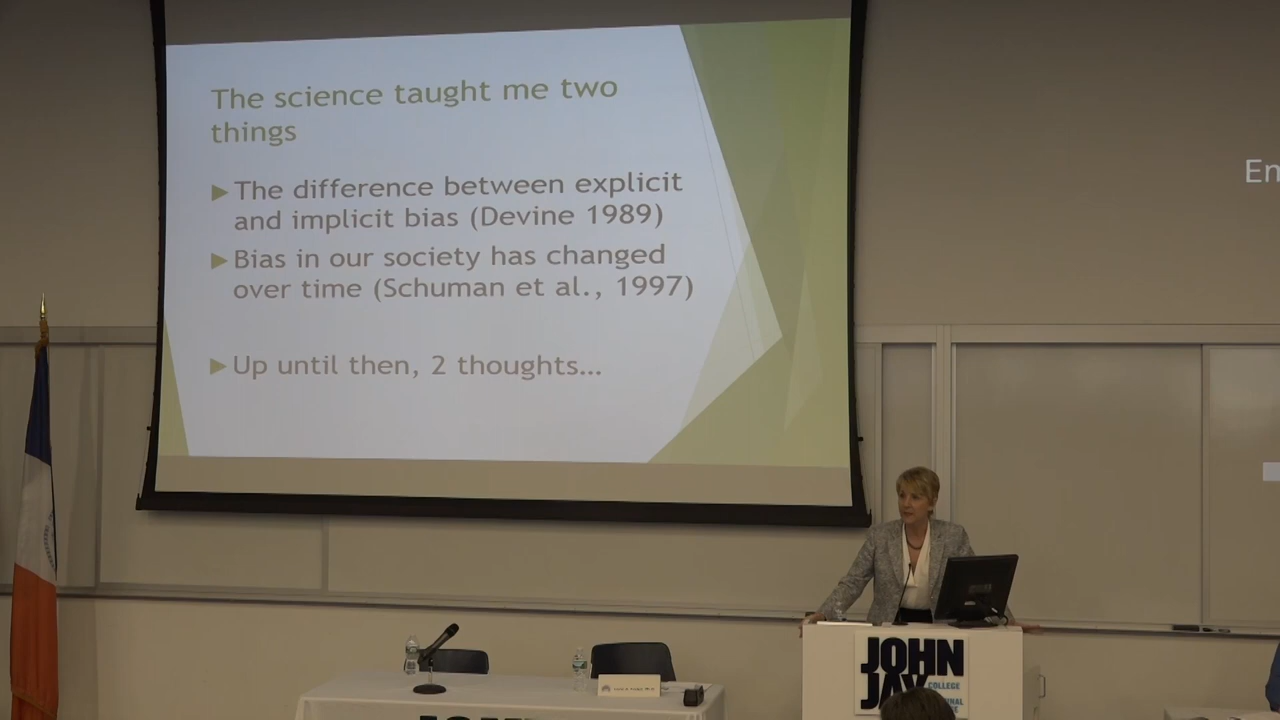 The science taught me two
things
▶ The difference between explicit
and implicit bias (Devine 1989)
▶ Bias in our society has changed
over time (Schuman et al., 1997)
▶ Up until then, 2 thoughts...
En
JOHN
JAY
COLLEGE